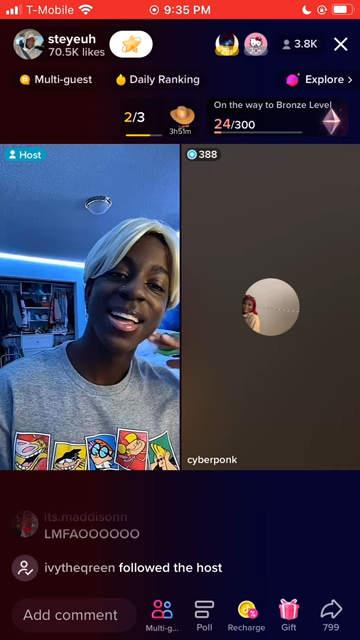 T-Mobile
9:35 PM
steyeuh
70.5K likes
3.8K
Multi-guest
Daily Ranking
Explore >
2/3
3h51m
On the way to Bronze Level
24/300
Host
388
cyberponk
its.maddisonn
LMFAOOOOOO
ivytheqreen followed the host
Add comment
Multi-g...
Poll
Recharge
Gift
799